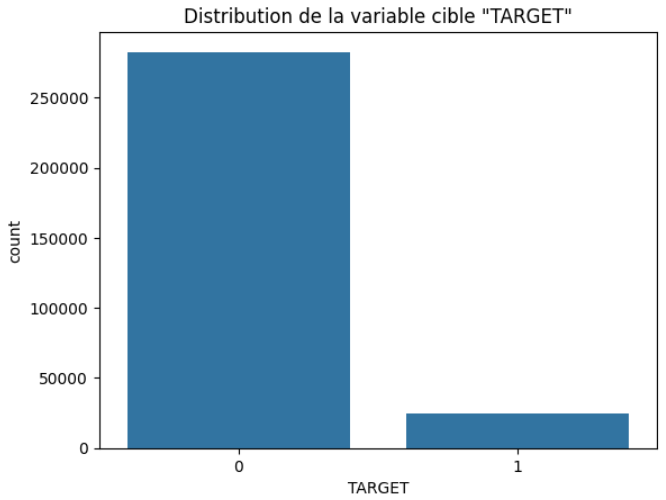 Distribution de la variable cible "TARGET"
250000
200000
150000
100000
50000
0
count
0 1
TARGET